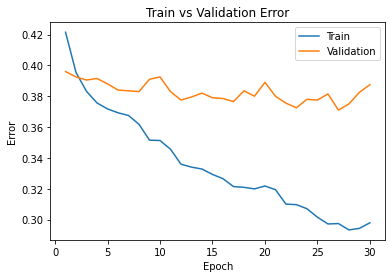 Train vs Validation Error
Train
Validation
Error
0.42
0.40
0.38
0.36
0.34
0.32
0.30
0 5 10 15 20 25 30
Epoch